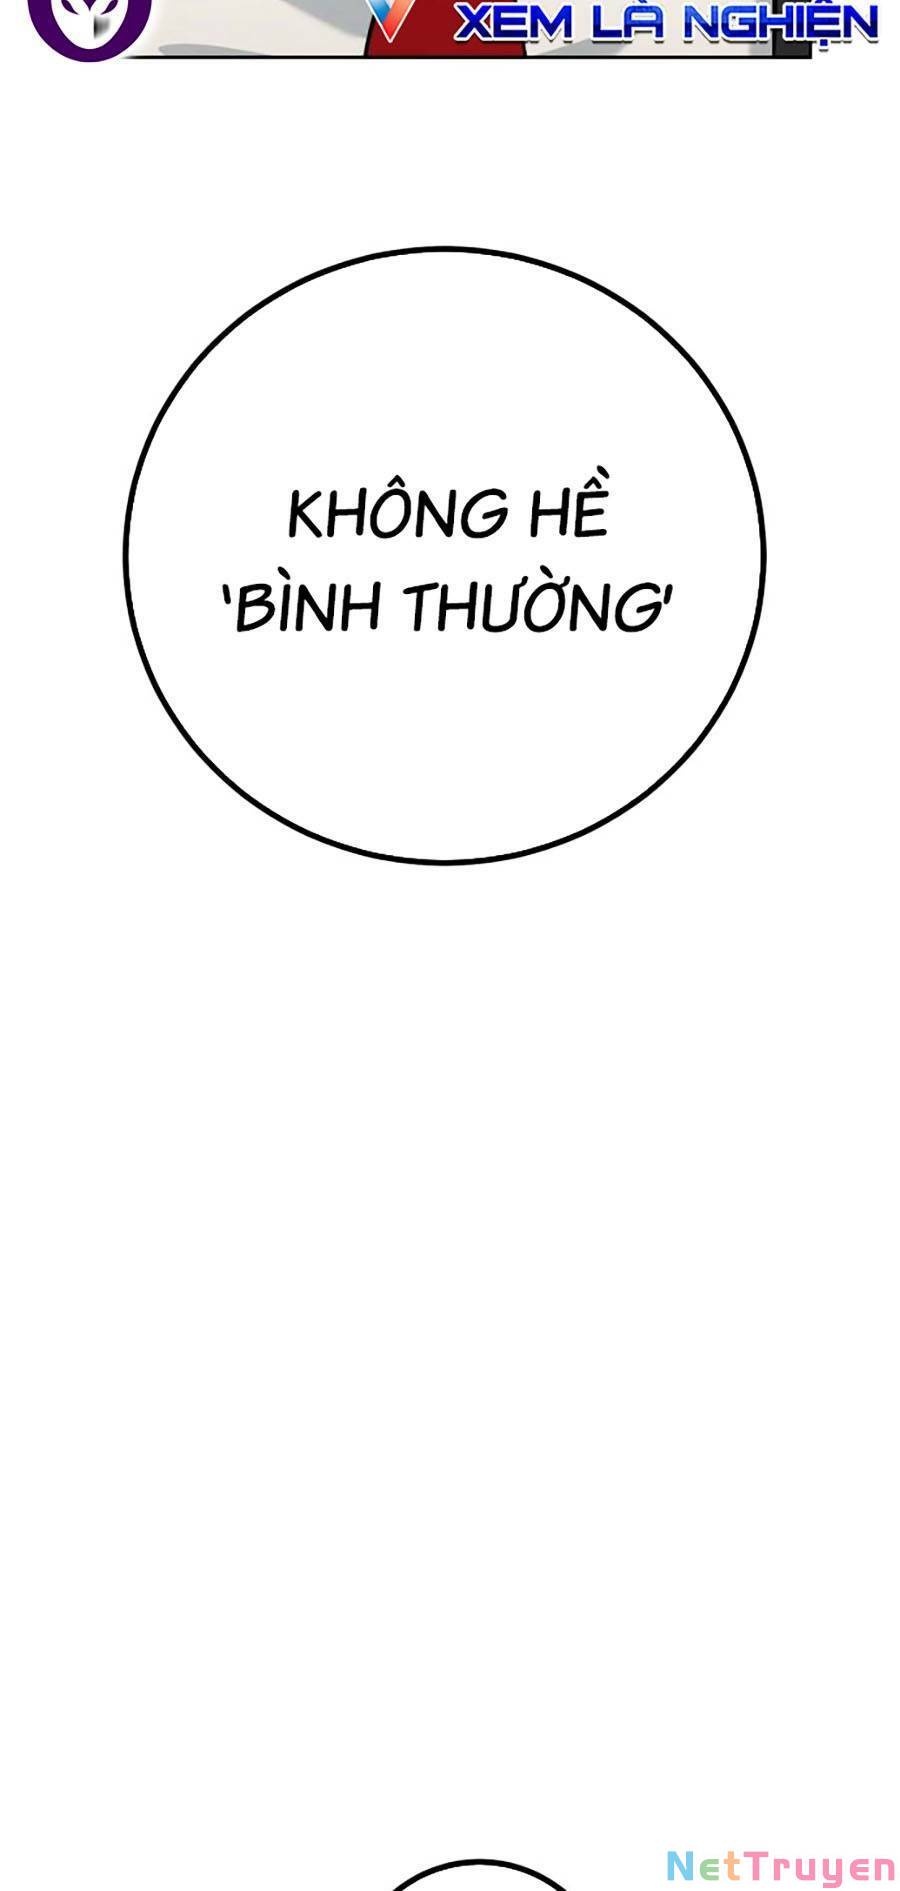 XEM LÀ NGHIỆN
KHÔNG HỀ
'BÌNH THƯỜNG'
NetTruyen